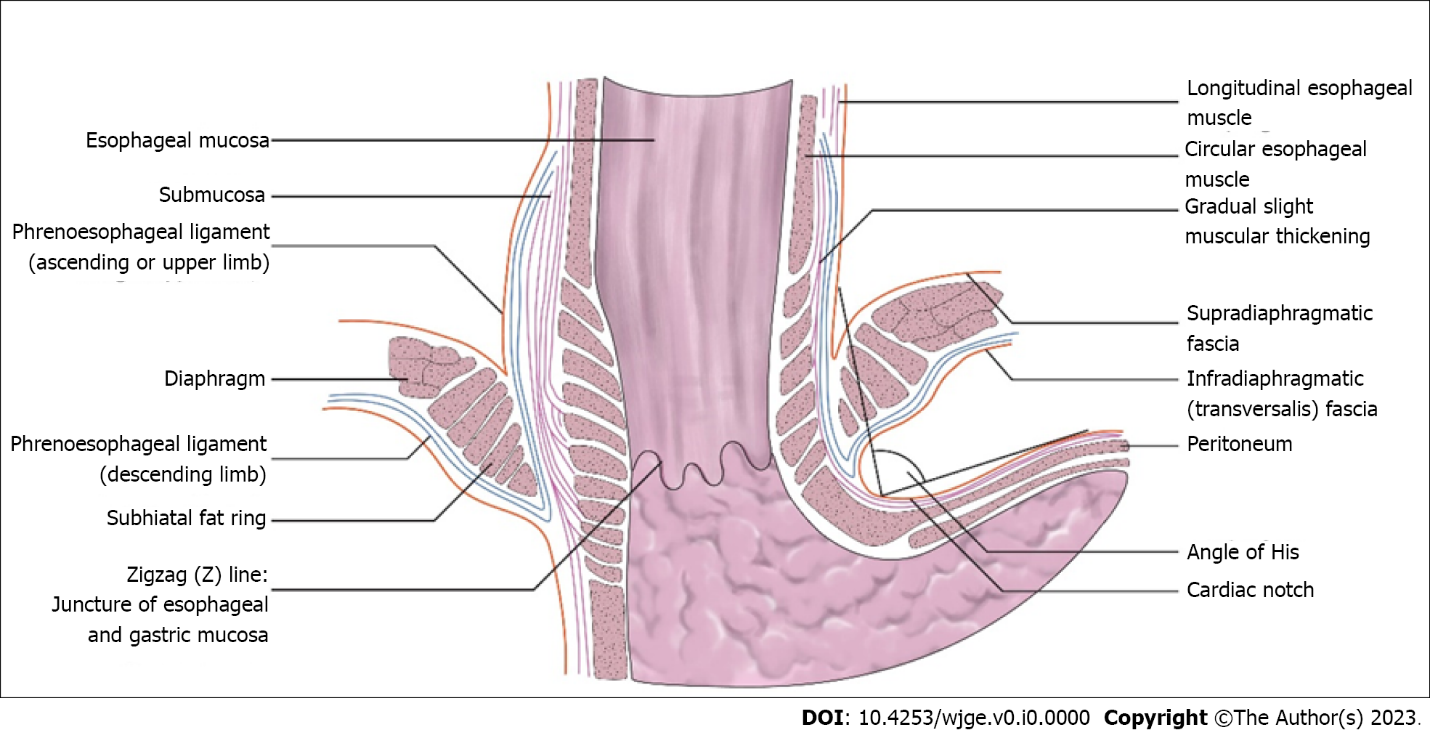 Esophageal mucosa
Submucosa
Phrenoesophageal ligament
(ascending or upper limb)
Diaphragm
Phrenoesophageal ligament
(descending limb)
Subhiatal fat ring
Zigzag (Z) line:
Juncture of esophageal
and gastric mucosa
Longitudinal esophageal
muscle
Circular esophageal
muscle
Gradual slight
muscular thickening
Supradiaphragmatic
fascia
Infradiaphragmatic
(transversalis) fascia
Peritoneum
Angle of His
Cardiac notch
DOI: 10.4253/wjge.v0.i0.0000 Copyright ©The Author(s) 2023.